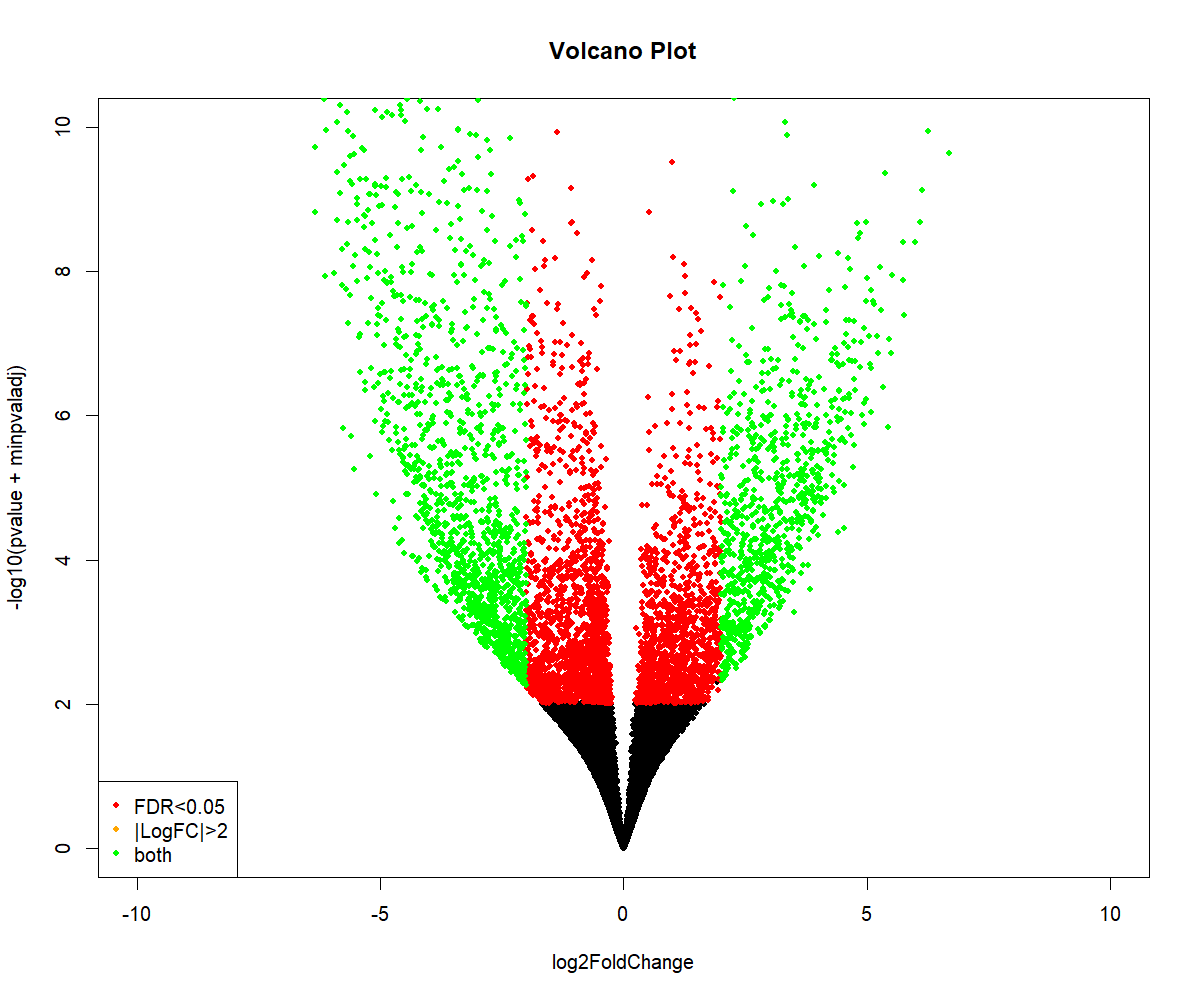 Volcano Plot
-log10(pvalue + minpvaladj)
10
8
6
4
2
0
FDR<0.05
|LogFC|>2
both
-10
-5
0
5
10
log2FoldChange